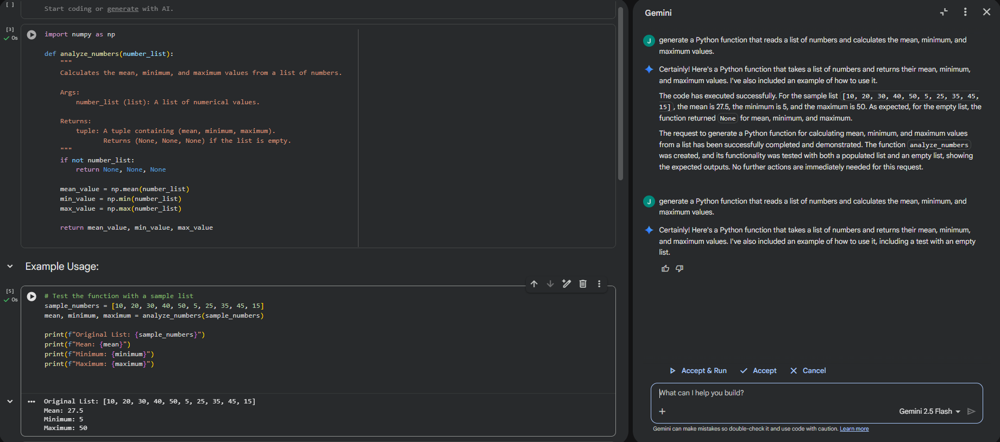 [ ]
Start coding or generate with AI.
[3]
0s
import numpy as np
def analyze_numbers(number_list):
"""
Calculates the mean, minimum, and maximum values from a list of numbers.
Args:
number_list (list): A list of numerical values.
Returns:
tuple: A tuple containing (mean, minimum, maximum).
Returns (None, None, None) if the list is empty.
"""
if not number_list:
return None, None, None
mean_value = np.mean(number_list)
min_value = np.min(number_list)
max_value = np.max(number_list)
return mean_value, min_value, max_value
Example Usage:
[5]
0s
# Test the function with a sample list
sample_numbers = [10, 20, 30, 40, 50, 5, 25, 35, 45, 15]
mean, minimum, maximum = analyze_numbers(sample_numbers)
print(f"Original List: {sample_numbers}")
print(f"Mean: {mean}")
print(f"Minimum: {minimum}")
print(f"Maximum: {maximum}")
Original List: [10, 20, 30, 40, 50, 5, 25, 35, 45, 15]
Mean: 27.5
Minimum: 5
Maximum: 50
Gemini
J
generate a Python function that reads a list of numbers and calculates the mean, minimum, and
maximum values.
Certainly! Here's a Python function that takes a list of numbers and returns their mean, minimum,
and maximum values. I've also included an example of how to use it.
The code has executed successfully. For the sample list [10, 20, 30, 40, 50, 5, 25, 35, 45,
15], the mean is 27.5, the minimum is 5, and the maximum is 50. As expected, for the empty list, the
function returned None for mean, minimum, and maximum.
The request to generate a Python function for calculating mean, minimum, and maximum values
from a list has been successfully completed and demonstrated. The function analyze_numbers
was created, and its functionality was tested with both a populated list and an empty list, showing
the expected outputs. No further actions are immediately needed for this request.
J
generate a Python function that reads a list of numbers and calculates the mean, minimum, and
maximum values.
Certainly! Here's a Python function that takes a list of numbers and returns their mean, minimum,
and maximum values. I've also included an example of how to use it, including a test with an empty
list.
Accept & Run Accept Cancel
What can I help you build?
Gemini 2.5 Flash
Gemini can make mistakes so double-check it and use code with caution. Learn more